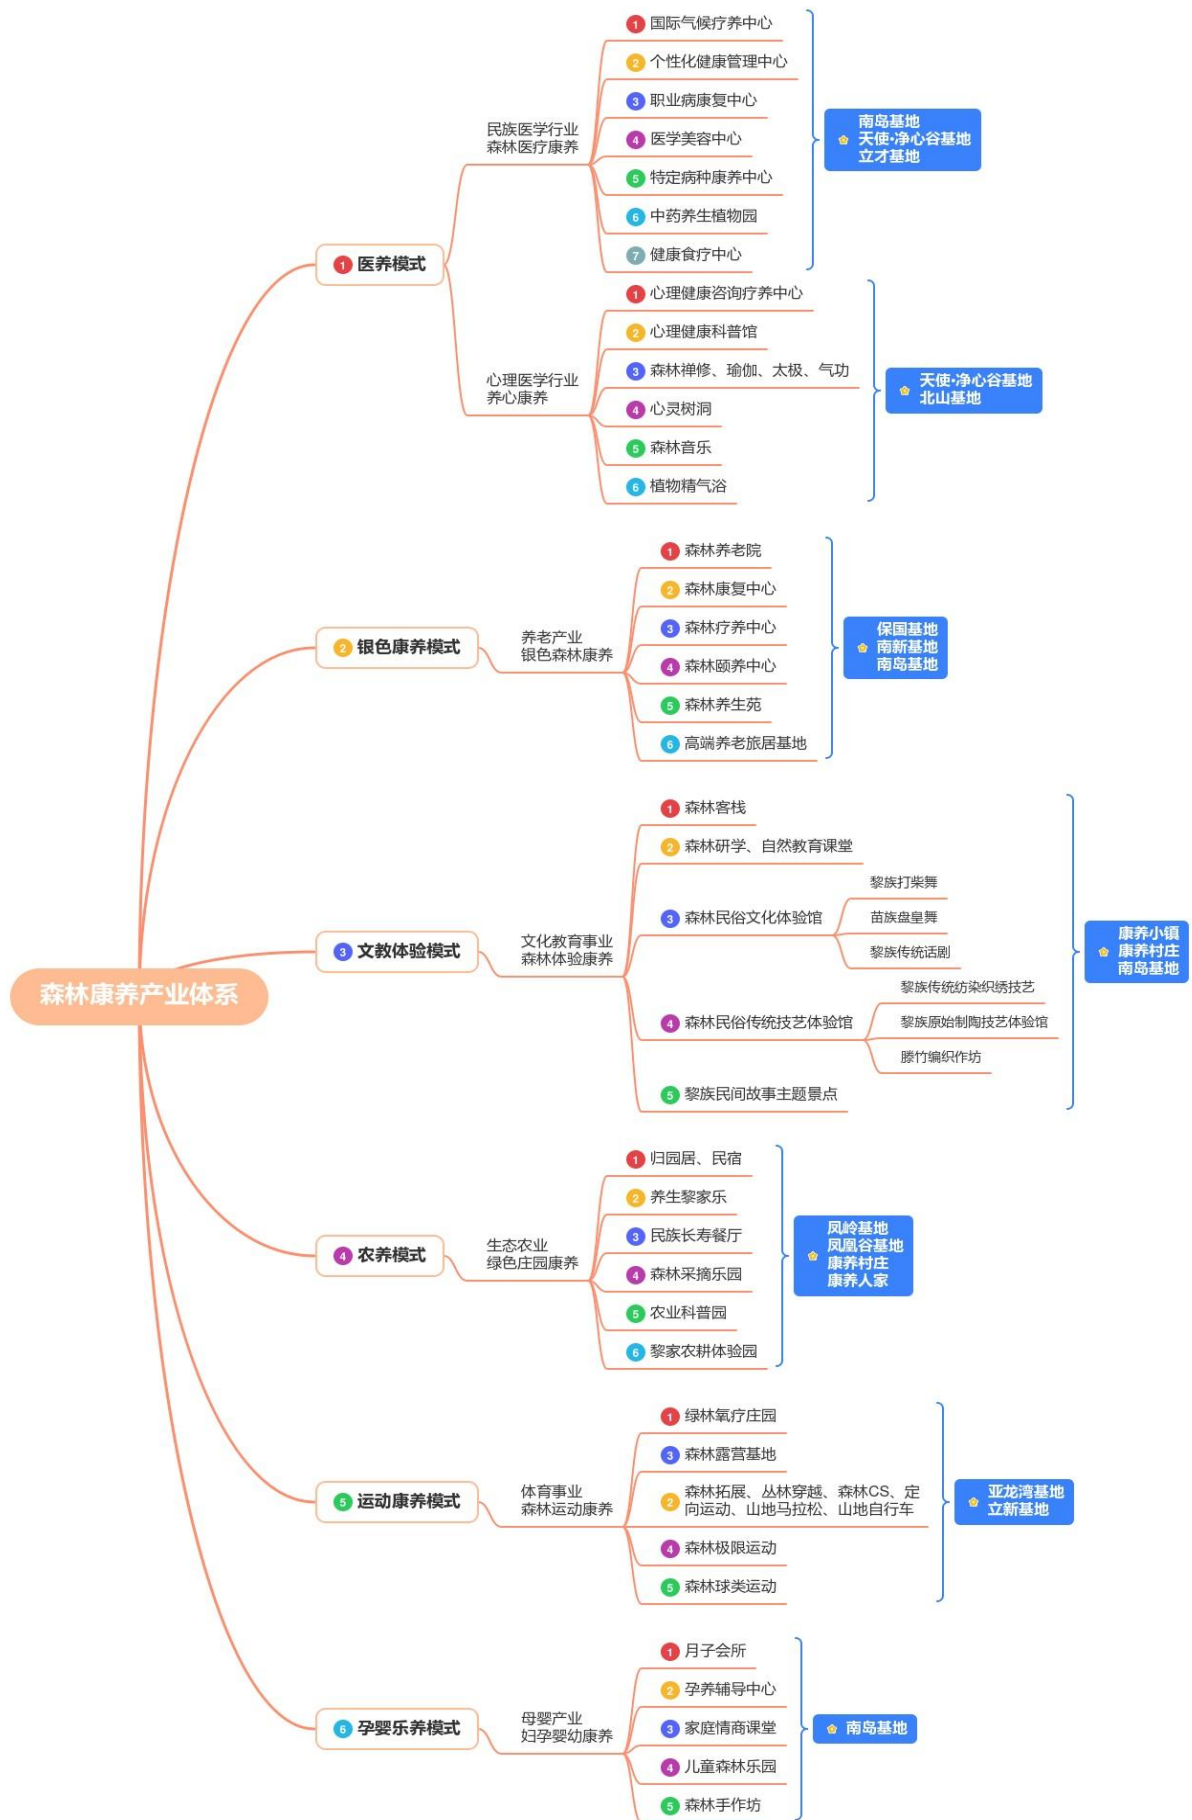 森林康养产业体系
1 医养模式
民族医学行业
森林医疗康养
1 国际气候疗养中心
2 个性化健康管理中心
3 职业病康复中心
4 医学美容中心
5 特定病种康养中心
6 中药养生植物园
7 健康食疗中心
南岛基地
天使·净心谷基地
立才基地
心理医学行业
养心康养
1 心理健康咨询疗养中心
2 心理健康科普馆
3 森林禅修、瑜伽、太极、气功
4 心灵树洞
5 森林音乐
6 植物精气浴
天使·净心谷基地
北山基地
2 银色康养模式
养老产业
银色森林康养
1 森林养老院
2 森林康复中心
3 森林疗养中心
4 森林颐养中心
5 森林养生苑
6 高端养老旅居基地
保国基地
南新基地
南岛基地
3 文教体验模式
文化教育事业
森林体验康养
1 森林客栈
2 森林研学、自然教育课堂
3 森林民俗文化体验馆
黎族打柴舞
苗族盘皇舞
黎族传统话剧
4 森林民俗传统技艺体验馆
黎族传统纺染织绣技艺
黎族原始制陶技艺体验馆
滕竹编织作坊
5 黎族民间故事主题景点
康养小镇
康养村庄
南岛基地
4 农养模式
生态农业
绿色庄园康养
1 归园居、民宿
2 养生黎家乐
3 民族长寿餐厅
4 森林采摘乐园
5 农业科普园
6 黎家农耕体验园
凤岭基地
凤凰谷基地
康养村庄
康养人家
5 运动康养模式
体育事业
森林运动康养
1 绿林氧疗庄园
3 森林露营基地
2 森林拓展、丛林穿越、森林CS、定
向运动、山地马拉松、山地自行车
4 森林极限运动
5 森林球类运动
亚龙湾基地
立新基地
6 孕婴乐养模式
母婴产业
妇孕婴幼康养
1 月子会所
2 孕养辅导中心
3 家庭情商课堂
4 儿童森林乐园
5 森林手作坊
南岛基地